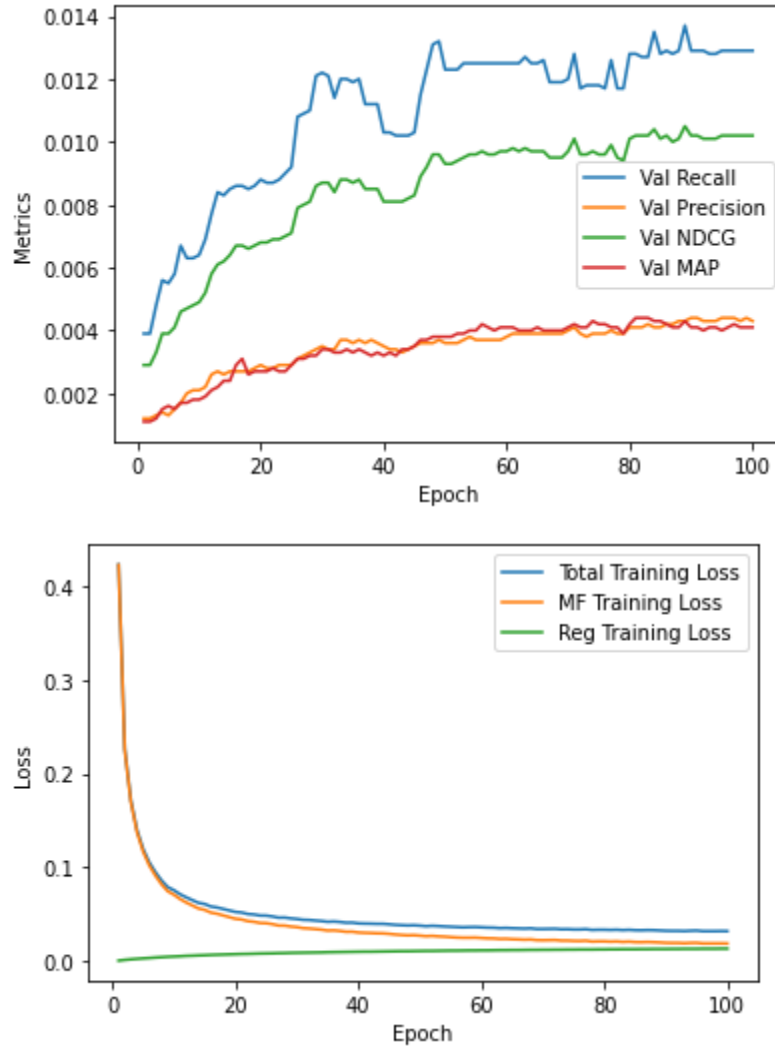 0.014
0.012
0.010
0.008
0.006
0.004
0.002
Metrics
Val Recall
Val Precision
Val NDCG
Val MAP
0 20 40 60 80 100
Epoch
0.4
0.3
0.2
0.1
0.0
Loss
Total Training Loss
MF Training Loss
Reg Training Loss
0 20 40 60 80 100
Epoch